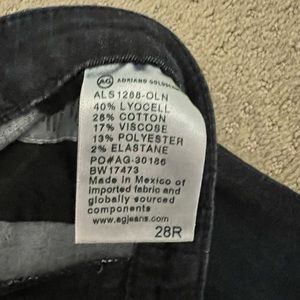 AG ADRIANO GOLDSC
ALS1288-OLN
40% LYOCELL
28% COTTON
17% VISCOSE
13% POLYESTER
2% ELASTANE
PO#AG-30186
BW17473
Made in Mexico of
imported fabric and
globally sourced
components
www.agjeans.com
28R